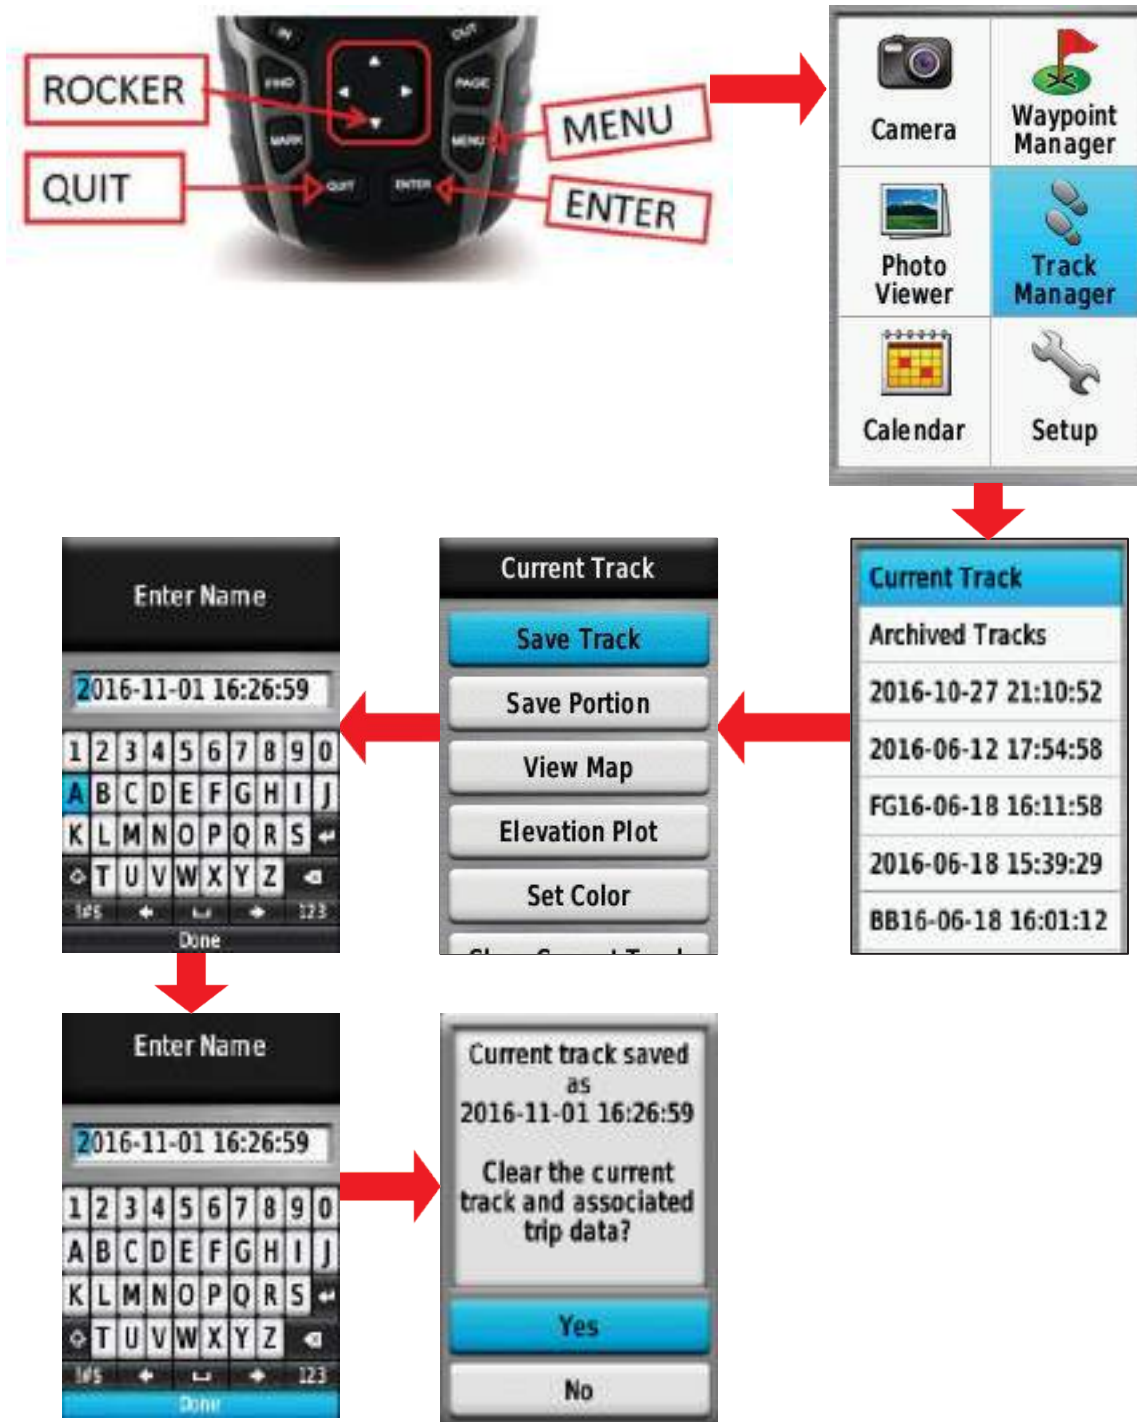 IN
OUT
FIND
PAGE
MARK
MENU
QUIT
ENTER
ROCKER
QUIT
MENU
ENTER
Camera
Waypoint
Manager
Photo
Viewer
Track
Manager
Calendar
Setup
Current Track
Archived Tracks
2016-10-27 21:10:52
2016-06-12 17:54:58
FG16-06-18 16:11:58
2016-06-18 15:39:29
BB16-06-18 16:01:12
Current Track
Save Track
Save Portion
View Map
Elevation Plot
Set Color
Enter Name
2016-11-01 16:26:59
1 2 3 4 5 6 7 8 9 0
A B C D E F G H I J
K L M N O P Q R S
T U V W X Y Z
!#$ 123
Done
Enter Name
2016-11-01 16:26:59
1 2 3 4 5 6 7 8 9 0
A B C D E F G H I J
K L M N O P Q R S
T U V W X Y Z
!#$ 123
Done
Current track saved
as
2016-11-01 16:26:59
Clear the current
track and associated
trip data?
Yes
No